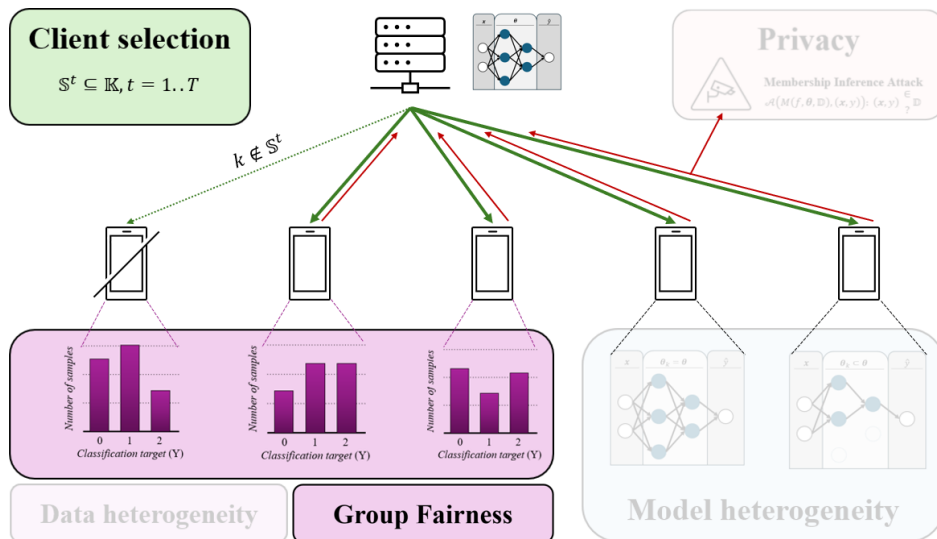 Client selection
𝕊ᵗ ⊆ 𝕂, t = 1..T
x θ ŷ
Privacy
Membership Inference Attack
𝒜(M(f, θ, 𝔻), (x, y)): (x, y) ∈? 𝔻
k ∉ 𝕊ᵗ
Number of samples
0 1 2
Classification target (Y)
Number of samples
0 1 2
Classification target (Y)
Number of samples
0 1 2
Classification target (Y)
x θₖ = θ ŷ
x θₖ ⊂ θ ŷ
Data heterogeneity
Group Fairness
Model heterogeneity